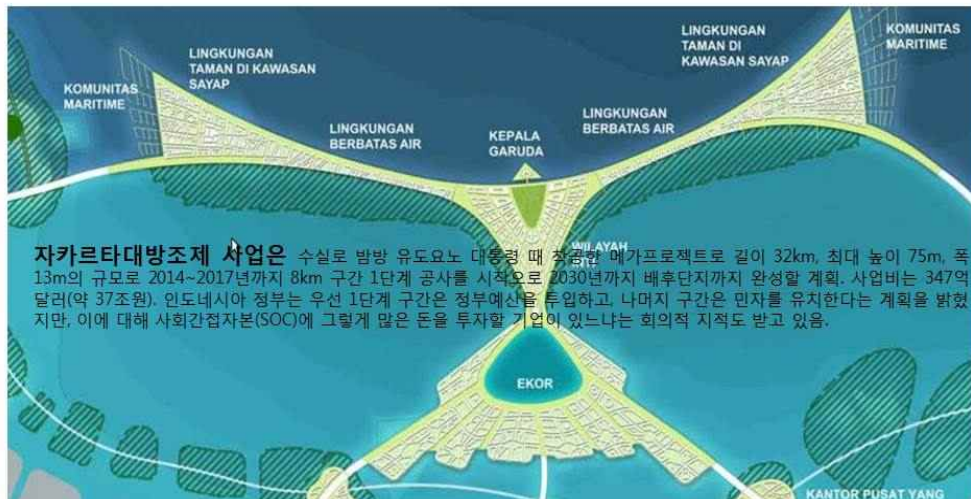 LINGKUNGAN
TAMAN DI KAWASAN
SAYAP
KOMUNITAS
MARITIME
LINGKUNGAN
BERBATAS AIR
KEPALA
GARUDA
LINGKUNGAN
BERBATAS AIR
LINGKUNGAN
TAMAN DI
KAWASAN SAYAP
KOMUNITAS
MARITIME
WILAYAH
자카르타대방조제 사업은 수실로 밤방 유도요노 대통령 때 착공한 메가프로젝트로 길이 32km, 최대 높이 75m, 폭
13m의 규모로 2014~2017년까지 8km 구간 1단계 공사를 시작으로 2030년까지 배후단지까지 완성할 계획. 사업비는 347억
달러(약 37조원). 인도네시아 정부는 우선 1단계 구간은 정부예산을 투입하고, 나머지 구간은 민자를 유치한다는 계획을 밝혔
지만, 이에 대해 사회간접자본(SOC)에 그렇게 많은 돈을 투자할 기업이 있느냐는 회의적 지적도 받고 있음.
EKOR
KANTOR PUSAT YANG